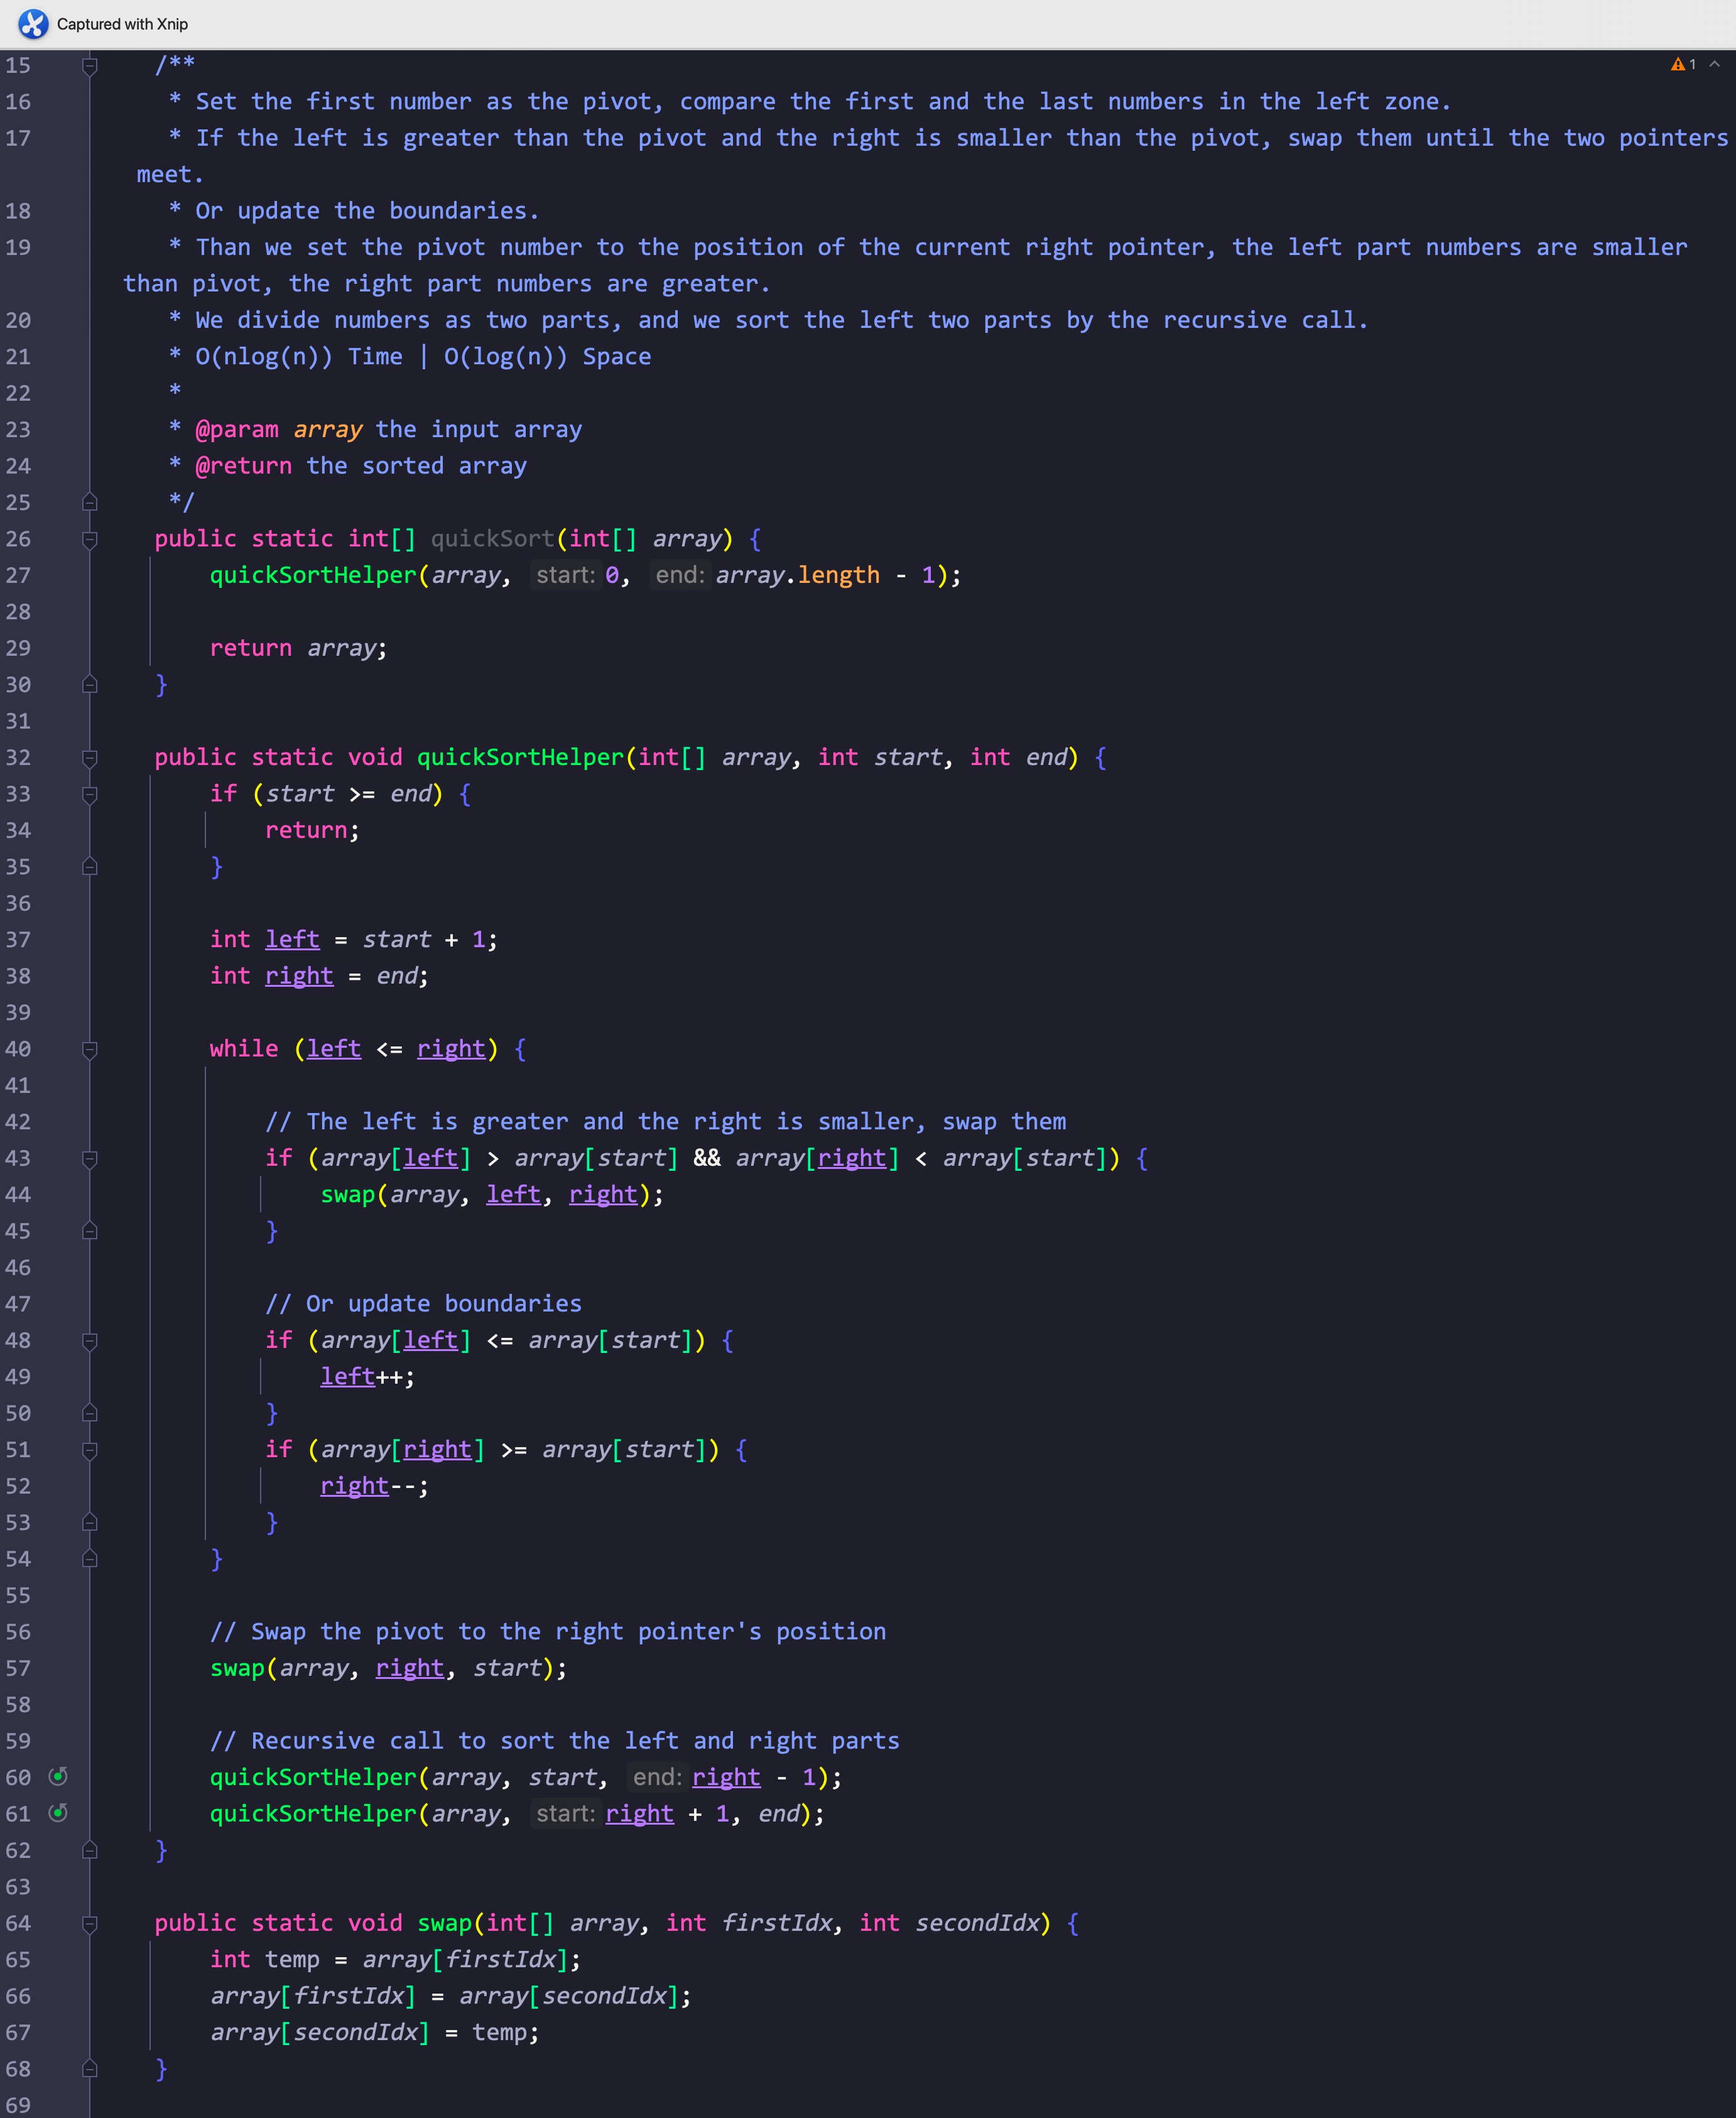 Captured with Xnip
1
15 /**
16 * Set the first number as the pivot, compare the first and the last numbers in the left zone.
17 * If the left is greater than the pivot and the right is smaller than the pivot, swap them until the two pointers
meet.
18 * Or update the boundaries.
19 * Than we set the pivot number to the position of the current right pointer, the left part numbers are smaller
than pivot, the right part numbers are greater.
20 * We divide numbers as two parts, and we sort the left two parts by the recursive call.
21 * O(nlog(n)) Time | O(log(n)) Space
22 *
23 * @param array the input array
24 * @return the sorted array
25 */
26 public static int[] quickSort(int[] array) {
27 quickSortHelper(array, start: 0, end: array.length - 1);
28
29 return array;
30 }
31
32 public static void quickSortHelper(int[] array, int start, int end) {
33 if (start >= end) {
34 return;
35 }
36
37 int left = start + 1;
38 int right = end;
39
40 while (left <= right) {
41
42 // The left is greater and the right is smaller, swap them
43 if (array[left] > array[start] && array[right] < array[start]) {
44 swap(array, left, right);
45 }
46
47 // Or update boundaries
48 if (array[left] <= array[start]) {
49 left++;
50 }
51 if (array[right] >= array[start]) {
52 right--;
53 }
54 }
55
56 // Swap the pivot to the right pointer's position
57 swap(array, right, start);
58
59 // Recursive call to sort the left and right parts
60 quickSortHelper(array, start, end: right - 1);
61 quickSortHelper(array, start: right + 1, end);
62 }
63
64 public static void swap(int[] array, int firstIdx, int secondIdx) {
65 int temp = array[firstIdx];
66 array[firstIdx] = array[secondIdx];
67 array[secondIdx] = temp;
68 }
69